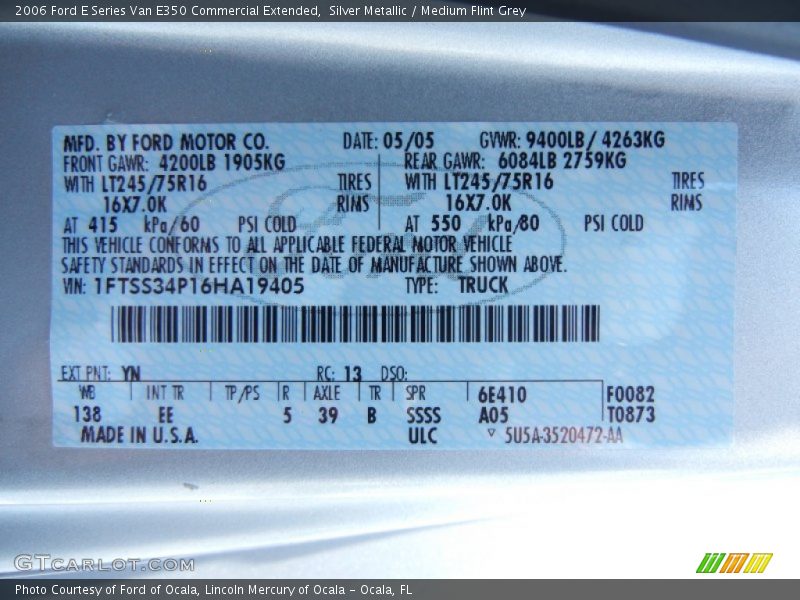 2006 Ford E Series Van E350 Commercial Extended, Silver Metallic / Medium Flint Grey
MFD. BY FORD MOTOR CO. DATE: 05/05 GVWR: 9400LB / 4263KG
FRONT GAWR: 4200LB 1905KG REAR GAWR: 6084LB 2759KG
WITH LT245/75R16 TIRES WITH LT245/75R16 TIRES
16X7.0K RIMS 16X7.0K RIMS
AT 415 kPa/60 PSI COLD AT 550 kPa/80 PSI COLD
THIS VEHICLE CONFORMS TO ALL APPLICABLE FEDERAL MOTOR VEHICLE
SAFETY STANDARDS IN EFFECT ON THE DATE OF MANUFACTURE SHOWN ABOVE.
VIN: 1FTSS34P16HA19405 TYPE: TRUCK
EXT PNT: YN RC: 13 DSO:
WB INT TR TP/PS R AXLE TR SPR 6E410 F0082
138 EE 5 39 B SSSS A05 T0873
MADE IN U.S.A. ULC ▽ 5U5A-3520472-AA
GTCarLot.com
Photo Courtesy of Ford of Ocala, Lincoln Mercury of Ocala - Ocala, FL